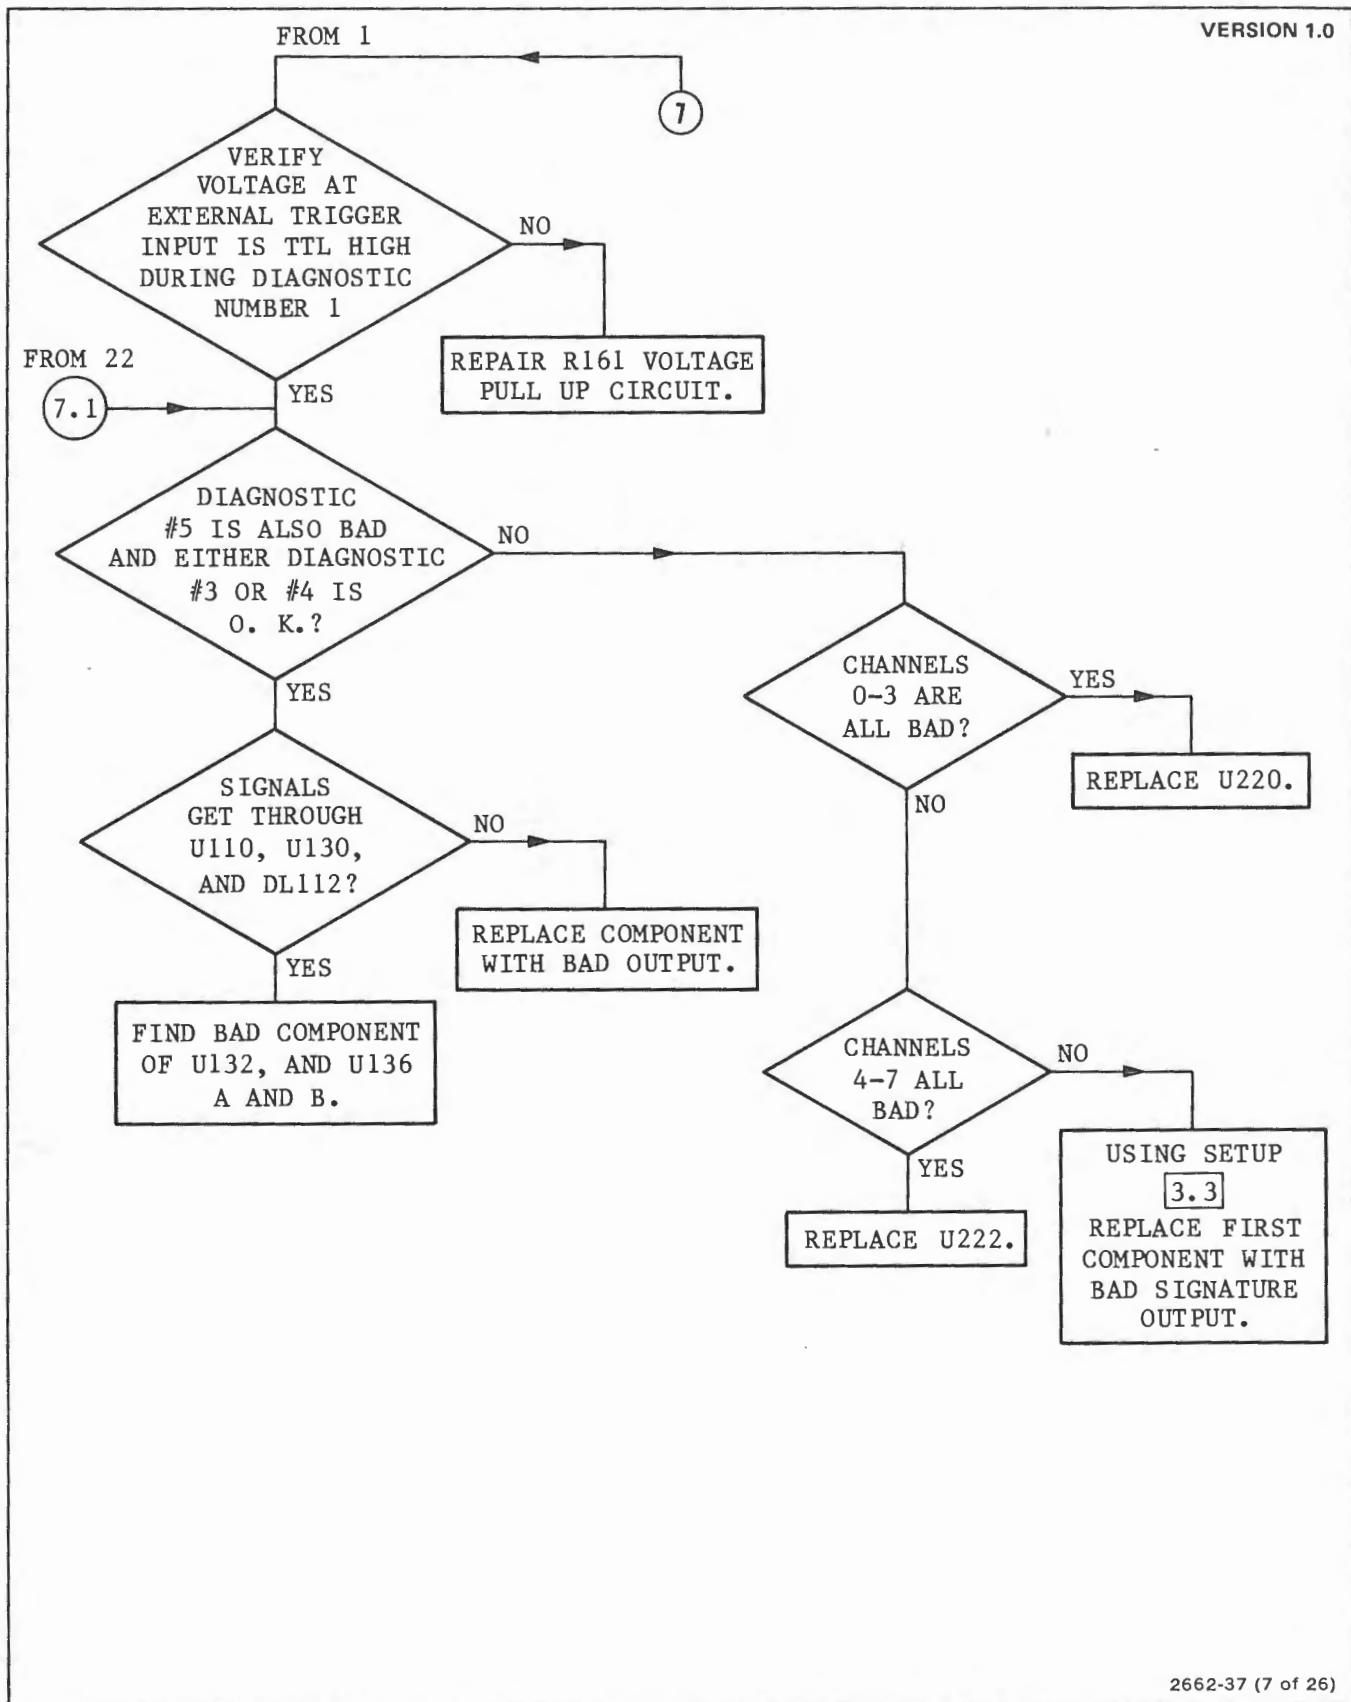 VERSION 1.0
FROM 1
7
VERIFY
VOLTAGE AT
EXTERNAL TRIGGER
INPUT IS TTL HIGH
DURING DIAGNOSTIC
NUMBER 1
NO
REPAIR R161 VOLTAGE
PULL UP CIRCUIT.
FROM 22
7.1
YES
DIAGNOSTIC
#5 IS ALSO BAD
AND EITHER DIAGNOSTIC
#3 OR #4 IS
O. K.?
NO
YES
CHANNELS
0-3 ARE
ALL BAD?
YES
REPLACE U220.
NO
SIGNALS
GET THROUGH
U110, U130,
AND DL112?
NO
REPLACE COMPONENT
WITH BAD OUTPUT.
YES
FIND BAD COMPONENT
OF U132, AND U136
A AND B.
CHANNELS
4-7 ALL
BAD?
NO
YES
REPLACE U222.
USING SETUP
3.3
REPLACE FIRST
COMPONENT WITH
BAD SIGNATURE
OUTPUT.
2662-37 (7 of 26)